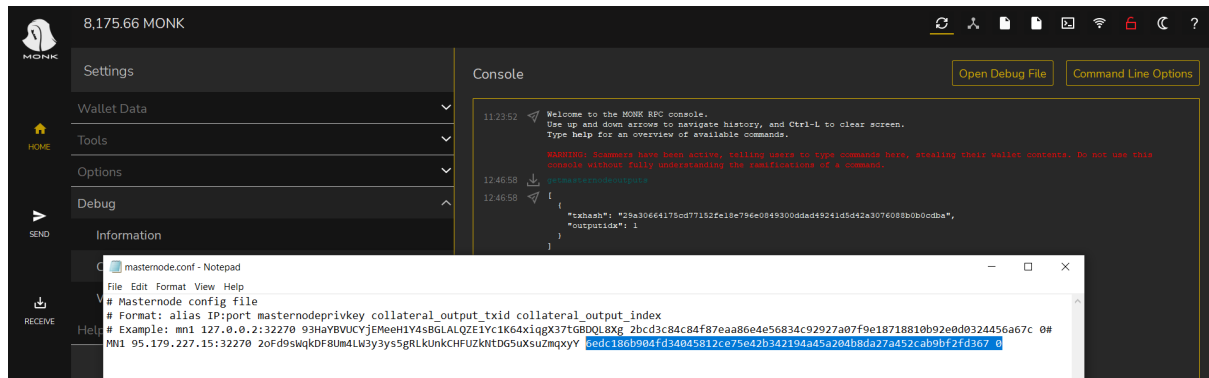 8,175.66 MONK
?
MONK
Settings
Console
Open Debug File
Command Line Options
Wallet Data
HOME
Tools
Options
Debug
SEND
Information
11:23:52
Welcome to the MONK RPC console.
Use up and down arrows to navigate history, and Ctrl-L to clear screen.
Type help for an overview of available commands.
WARNING: Scammers have been active, telling users to type commands here, stealing their wallet contents. Do not use this
console without fully understanding the ramifications of a command.
12:46:58
getmasternodeoutputs
12:46:58
[
{
"txhash": "29a30664175cd77152fe18e796e0849300ddad49241d5d42a3076088b0b0cdba",
"outputidx": 1
}
]
RECEIVE
Help
masternode.conf - Notepad
File Edit Format View Help
# Masternode config file
# Format: alias IP:port masternodeprivkey collateral_output_txid collateral_output_index
# Example: mn1 127.0.0.2:32270 93HaYBVUCYjEMeeH1Y4sBGLALQZE1Yc1K64xiqgX37tGBDQL8Xg 2bcd3c84c84f87eaa86e4e56834c92927a07f9e18718810b92e0d0324456a67c 0#
MN1 95.179.227.15:32270 2oFd9sWqkDF8Um4LW3y3ys5gRLkUnkCHFUZkNtDG5uXsuZmqxyY 6edc186b904fd34045812ce75e42b342194a45a204b8da27a452cab9bf2fd367 0